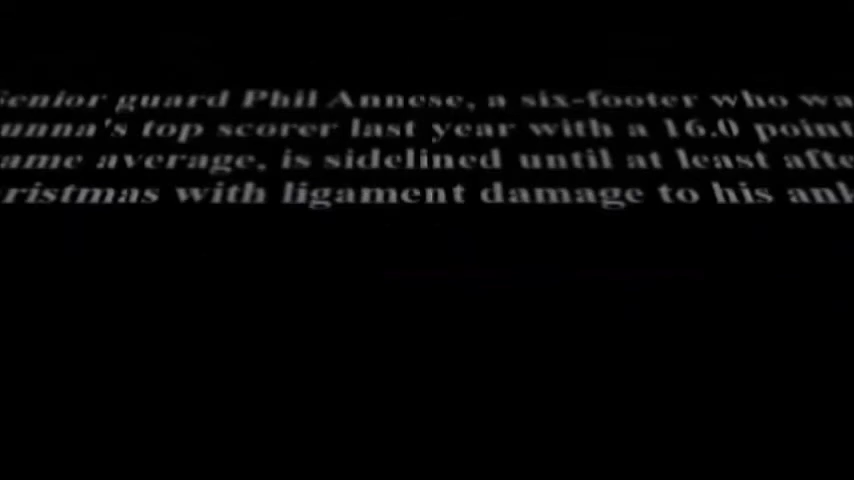 Senior guard Phil Annese, a six-footer who wa
unna's top scorer last year with a 16.0 point
ame average, is sidelined until at least afte
ristmas with ligament damage to his ank